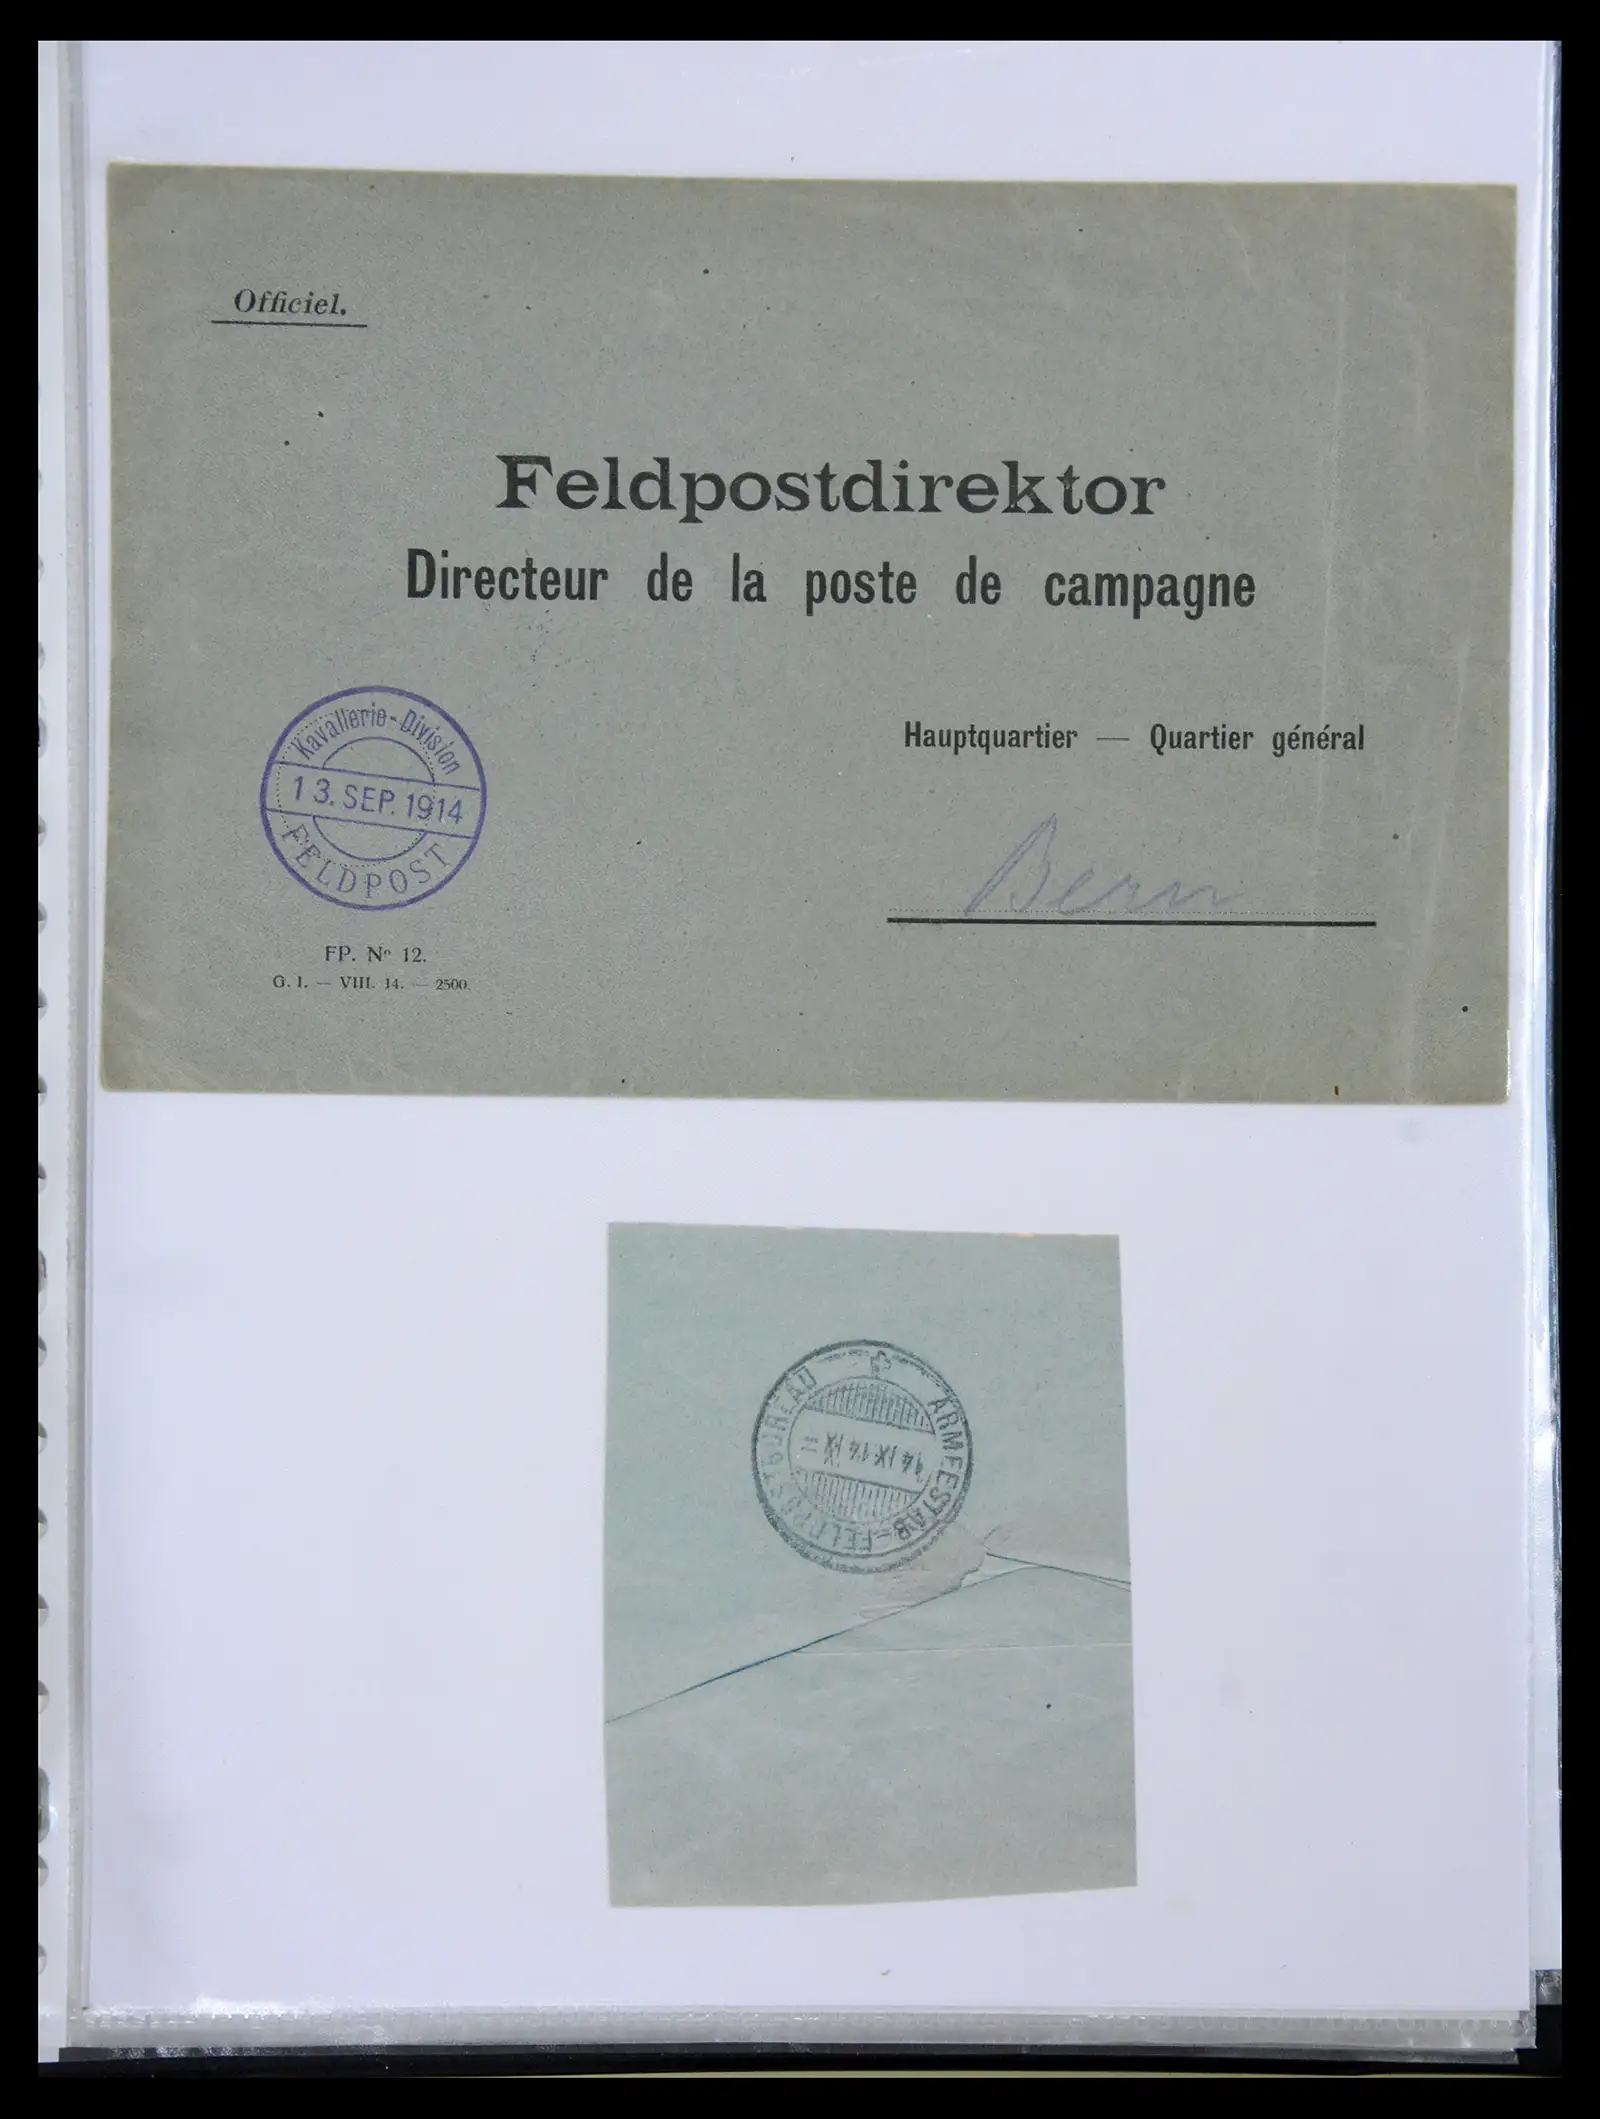 Officiel.
Feldpostdirektor
Directeur de la poste de campagne
Hauptquartier — Quartier général
Bern
Kavallerie-Division
13. SEP. 1914
FELDPOST
FP. No 12.
G. I. — VIII. 14. — 2500.
ARMEESTAB-FELDPOSTBUREAU
14 IX 14